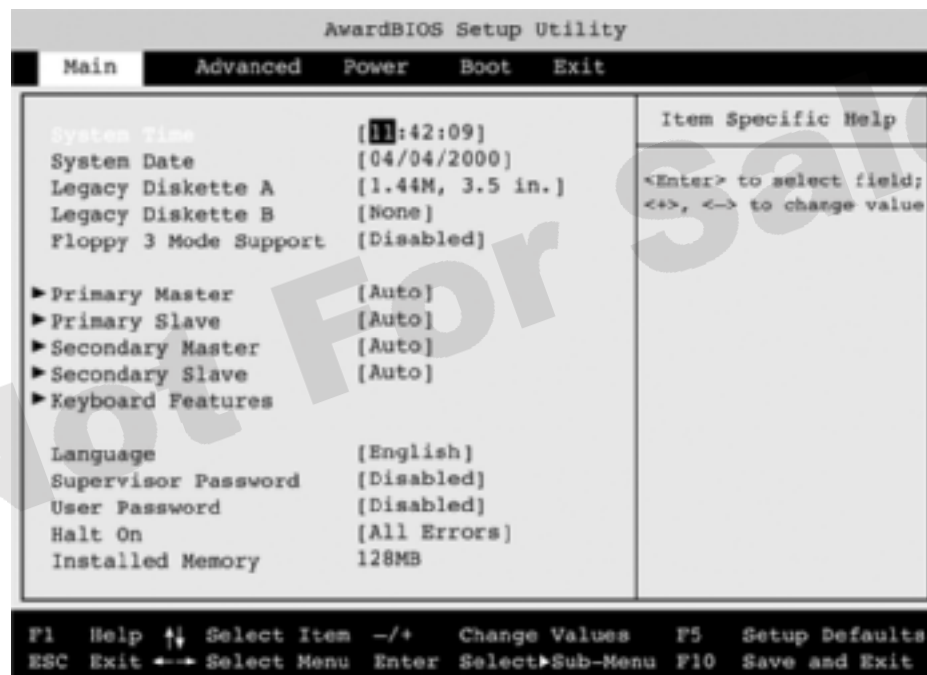 AwardBIOS Setup Utility
Main Advanced Power Boot Exit
System Time [11:42:09]
System Date [04/04/2000]
Legacy Diskette A [1.44M, 3.5 in.]
Legacy Diskette B [None]
Floppy 3 Mode Support [Disabled]
►Primary Master [Auto]
►Primary Slave [Auto]
►Secondary Master [Auto]
►Secondary Slave [Auto]
►Keyboard Features
Language [English]
Supervisor Password [Disabled]
User Password [Disabled]
Halt On [All Errors]
Installed Memory 128MB
Item Specific Help
<Enter> to select field;
<+>, <-> to change value
F1 Help ↑↓ Select Item -/+ Change Values F5 Setup Defaults
ESC Exit ←→ Select Menu Enter Select►Sub-Menu F10 Save and Exit
Not For Sale